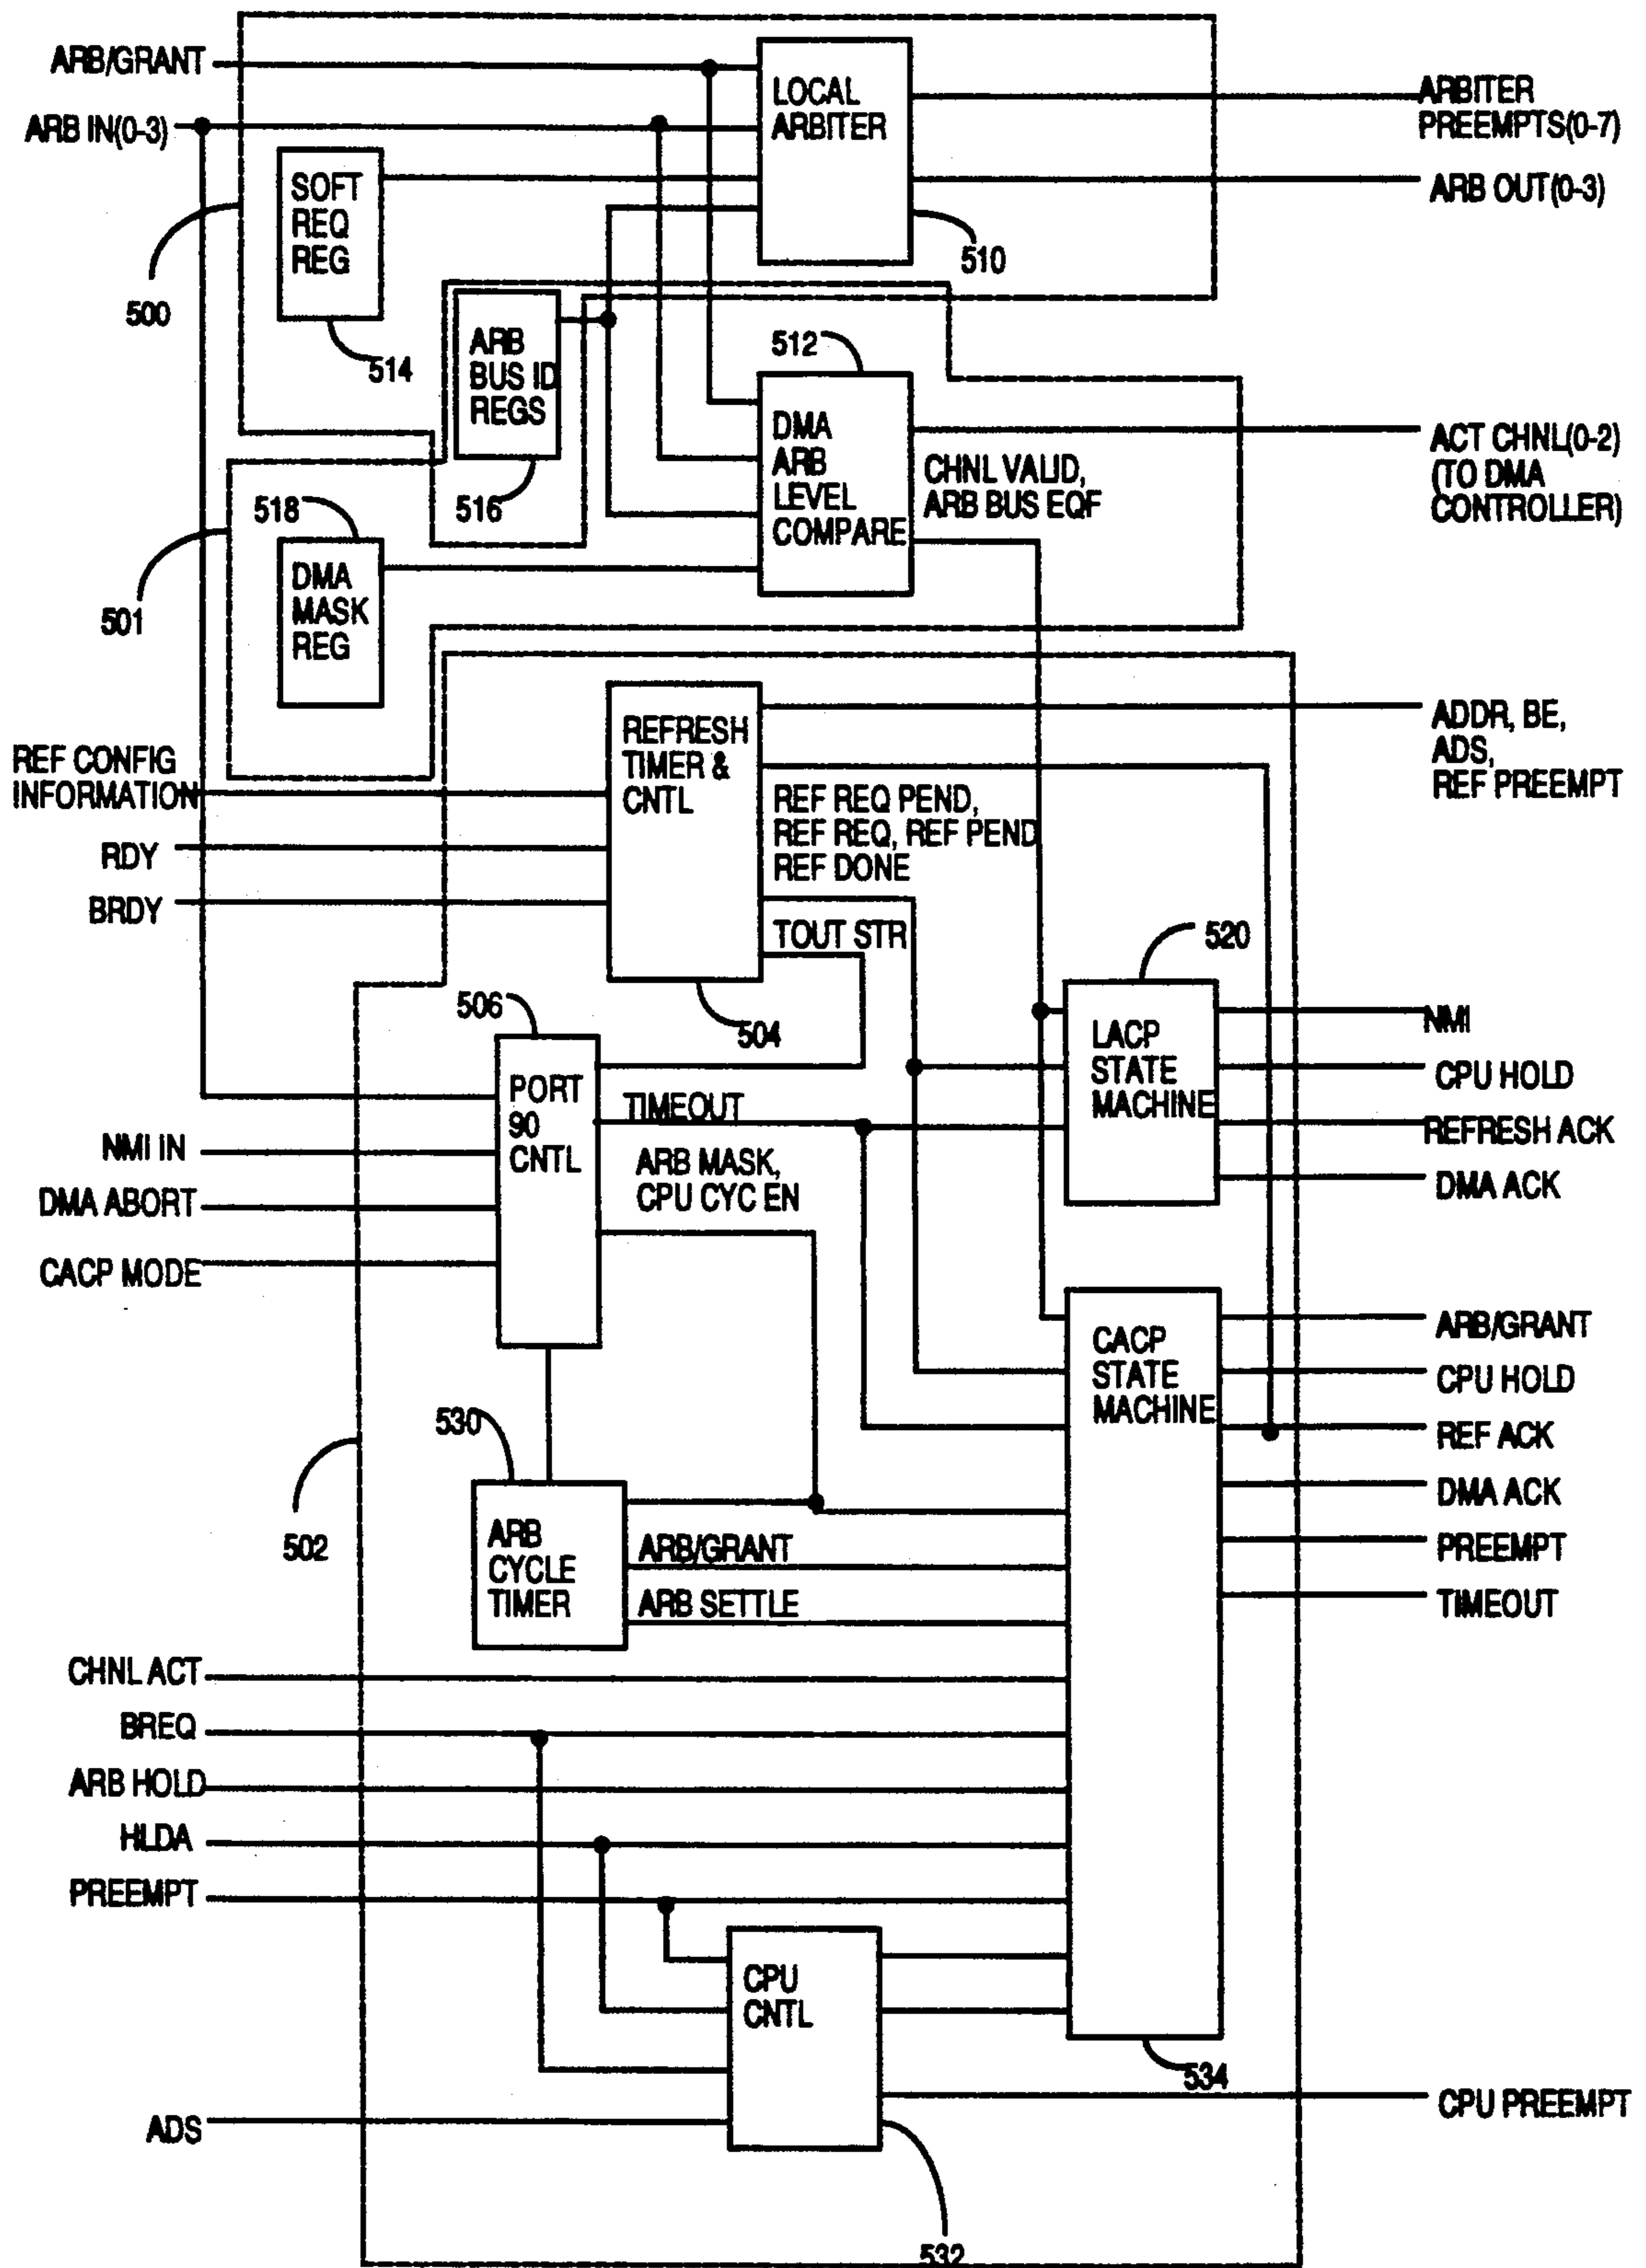 ARB/GRANT
ARB IN(0-3)
SOFT
REQ
REG
500
514
LOCAL
ARBITER
510
ARBITER
PREEMPTS(0-7)
ARB OUT(0-3)
ARB
BUS ID
REGS
516
512
DMA
ARB
LEVEL
COMPARE
CHNL VALID,
ARB BUS EQF
ACT CHNL(0-2)
(TO DMA
CONTROLLER)
518
501
DMA
MASK
REG
REF CONFIG
INFORMATION
RDY
BRDY
REFRESH
TIMER &
CNTL
REF REQ PEND,
REF REQ, REF PEND
REF DONE
TOUT STR
504
ADDR, BE,
ADS,
REF PREEMPT
506
PORT
90
CNTL
NMI IN
DMA ABORT
CACP MODE
TIMEOUT
ARB MASK,
CPU CYC EN
520
LACP
STATE
MACHINE
NMI
CPU HOLD
REFRESH ACK
DMA ACK
530
502
ARB
CYCLE
TIMER
ARB/GRANT
ARB SETTLE
CACP
STATE
MACHINE
ARB/GRANT
CPU HOLD
REF ACK
DMA ACK
PREEMPT
TIMEOUT
CHNL ACT
BREQ
ARB HOLD
HLDA
PREEMPT
ADS
CPU
CNTL
534
CPU PREEMPT
532